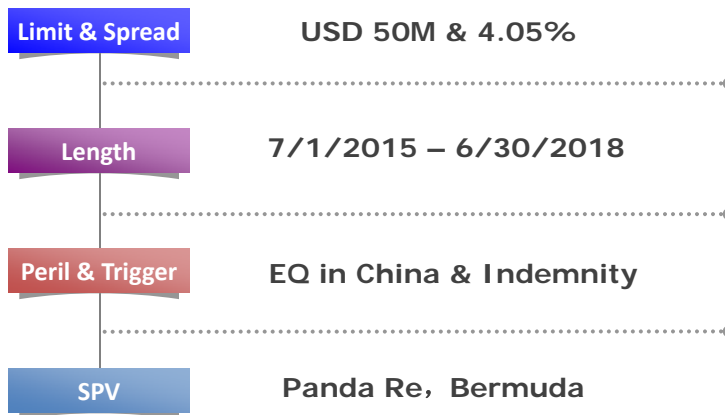 Limit & Spread USD 50M & 4.05%
Length 7/1/2015 – 6/30/2018
Peril & Trigger EQ in China & Indemnity
SPV Panda Re，Bermuda